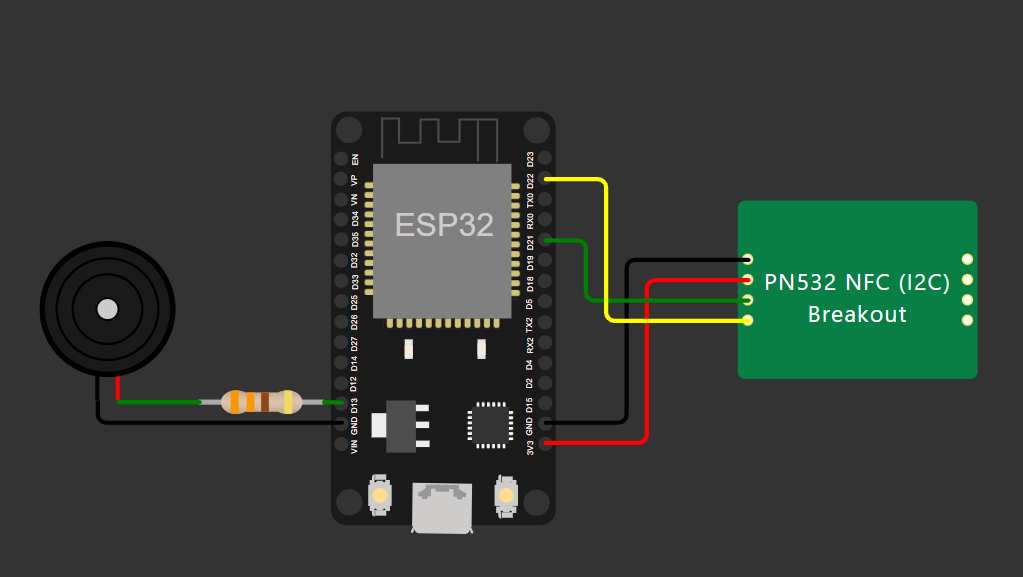 EN
VP
VN
D34
D35
D32
D33
D25
D26
D27
D14
D12
D13
GND
VIN
ESP32
D23
D22
TX0
RX0
D21
D19
D18
D5
TX2
RX2
D4
D2
D15
GND
3V3
PN532 NFC (I2C)
Breakout